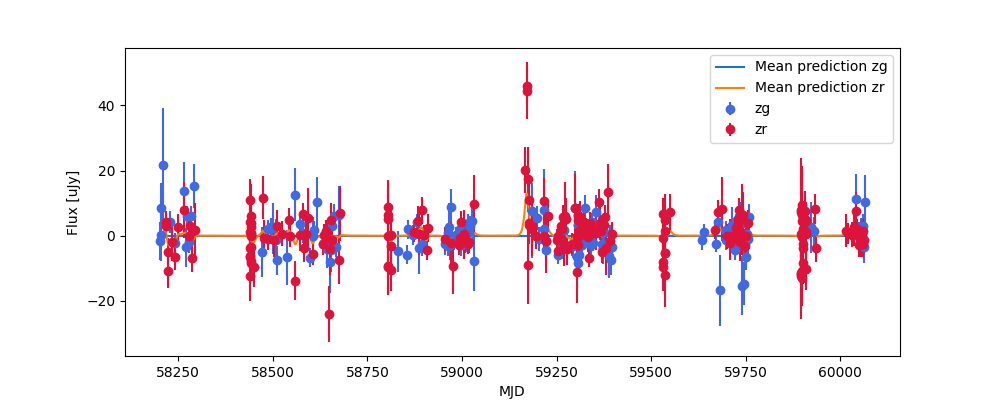 Mean prediction zg
Mean prediction zr
zg
zr
Flux [uJy]
40
20
0
−20
58250 58500 58750 59000 59250 59500 59750 60000
MJD